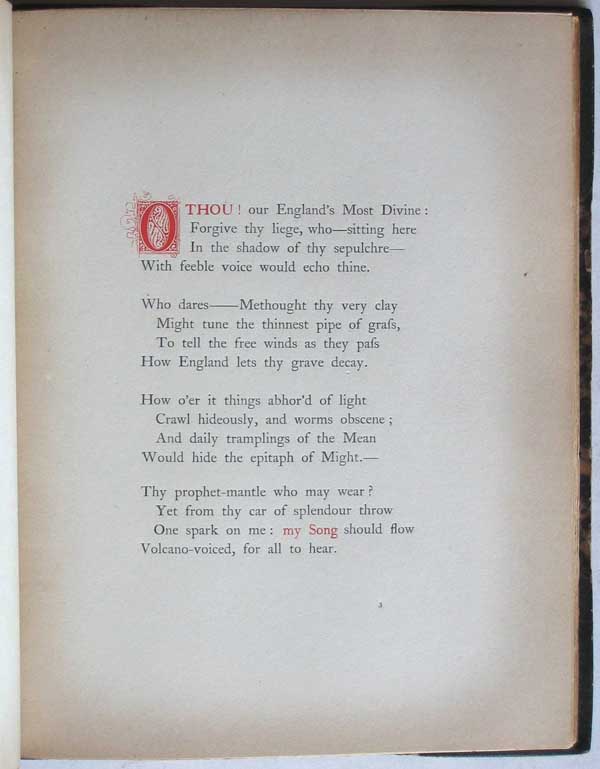 O THOU! our England's Most Divine:
Forgive thy liege, who—sitting here
In the shadow of thy sepulchre—
With feeble voice would echo thine.
Who dares——Methought thy very clay
Might tune the thinnest pipe of graſs,
To tell the free winds as they paſs
How England lets thy grave decay.
How o'er it things abhor'd of light
Crawl hideously, and worms obscene;
And daily tramplings of the Mean
Would hide the epitaph of Might.—
Thy prophet-mantle who may wear?
Yet from thy car of splendour throw
One spark on me: my Song should flow
Volcano-voiced, for all to hear.
3